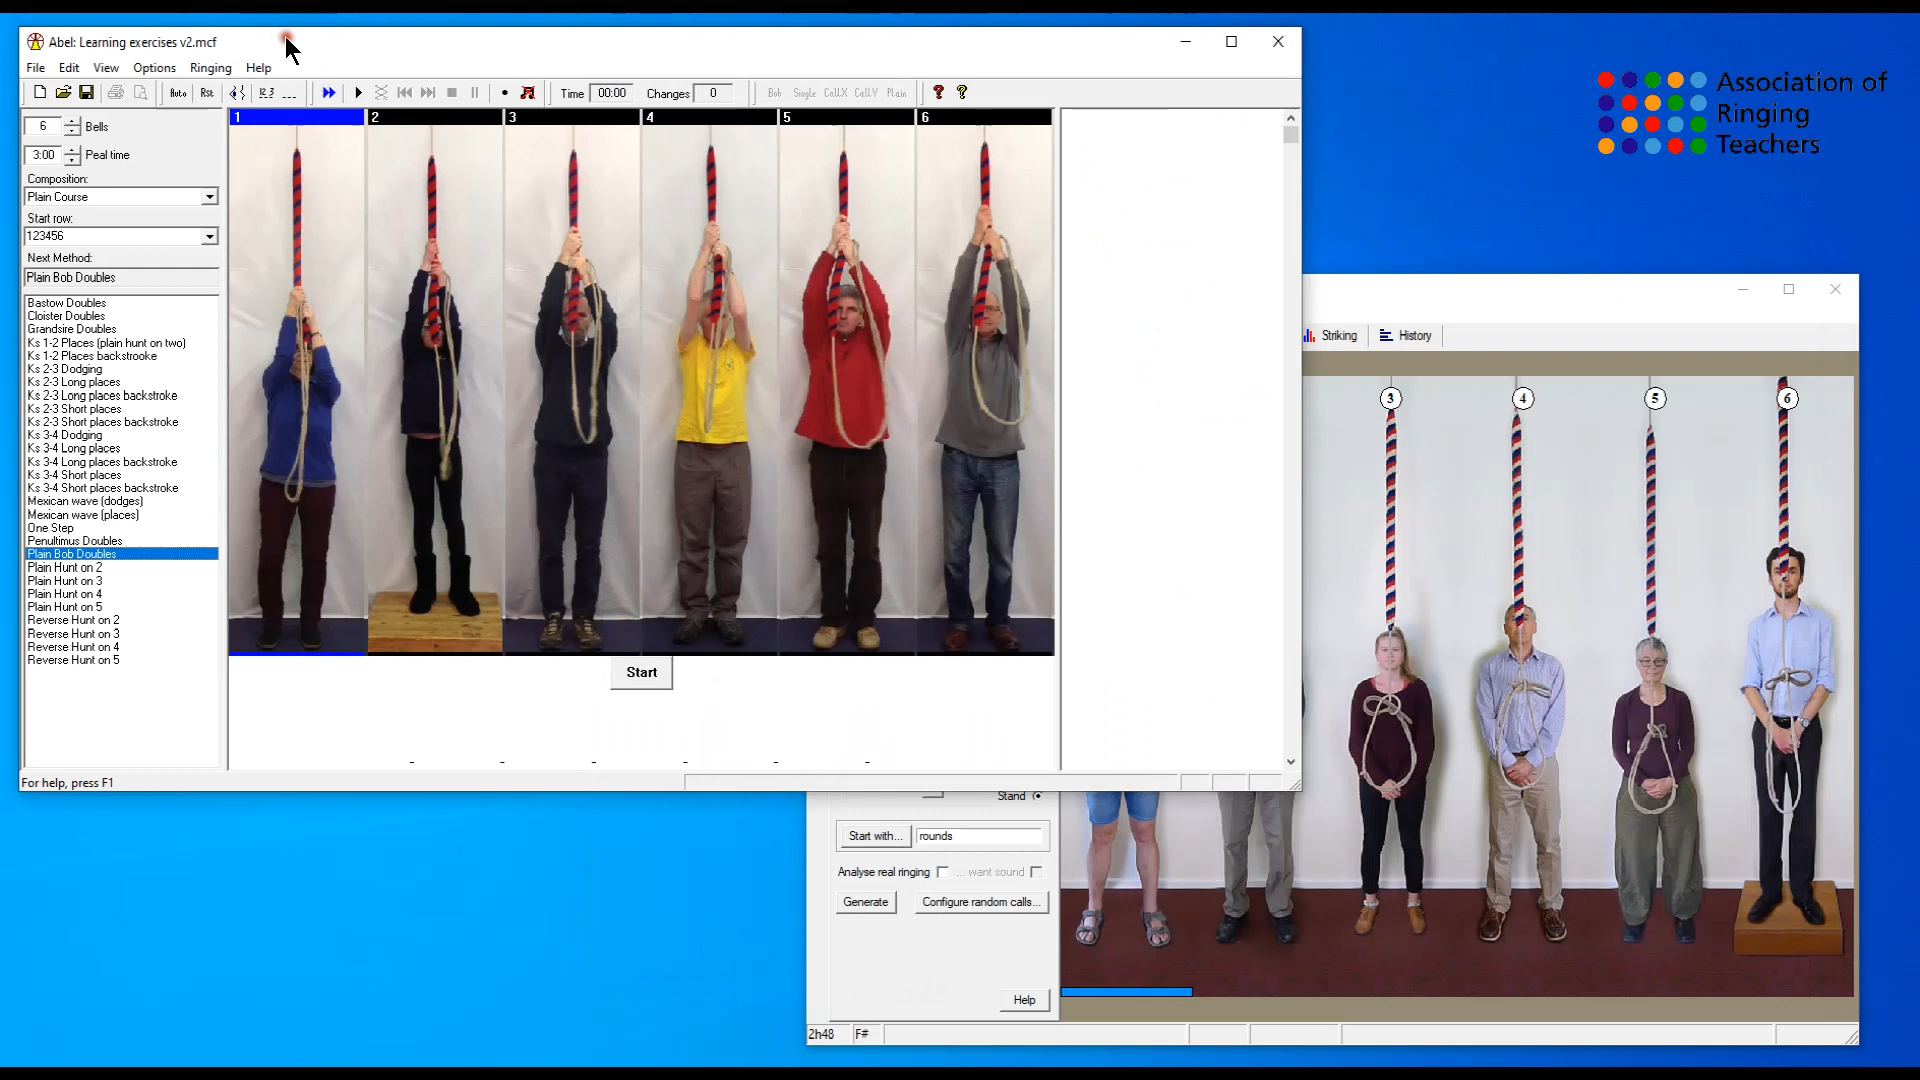 Abel: Learning exercises v2.mcf
File Edit View Options Ringing Help
Auto Rst 12.3 Time 00:00 Changes 0 Bob Single CallX CallY Plain ? ?
6 Bells
3:00 Peal time
Composition:
Plain Course
Start row:
123456
Next Method:
Plain Bob Doubles
Bastow Doubles
Cloister Doubles
Grandsire Doubles
Ks 1-2 Places (plain hunt on two)
Ks 1-2 Places backstrooke
Ks 2-3 Dodging
Ks 2-3 Long places
Ks 2-3 Long places backstroke
Ks 2-3 Short places
Ks 2-3 Short places backstroke
Ks 3-4 Dodging
Ks 3-4 Long places
Ks 3-4 Long places backstroke
Ks 3-4 Short places
Ks 3-4 Short places backstroke
Mexican wave (dodges)
Mexican wave (places)
One Step
Penultimus Doubles
Plain Bob Doubles
Plain Hunt on 2
Plain Hunt on 3
Plain Hunt on 4
Plain Hunt on 5
Reverse Hunt on 2
Reverse Hunt on 3
Reverse Hunt on 4
Reverse Hunt on 5
1 2 3 4 5 6
Start
For help, press F1
Association of
Ringing
Teachers
Striking History
3 4 5 6
Stand
Start with... rounds
Analyse real ringing ... want sound
Generate Configure random calls...
Help
2h48 F#